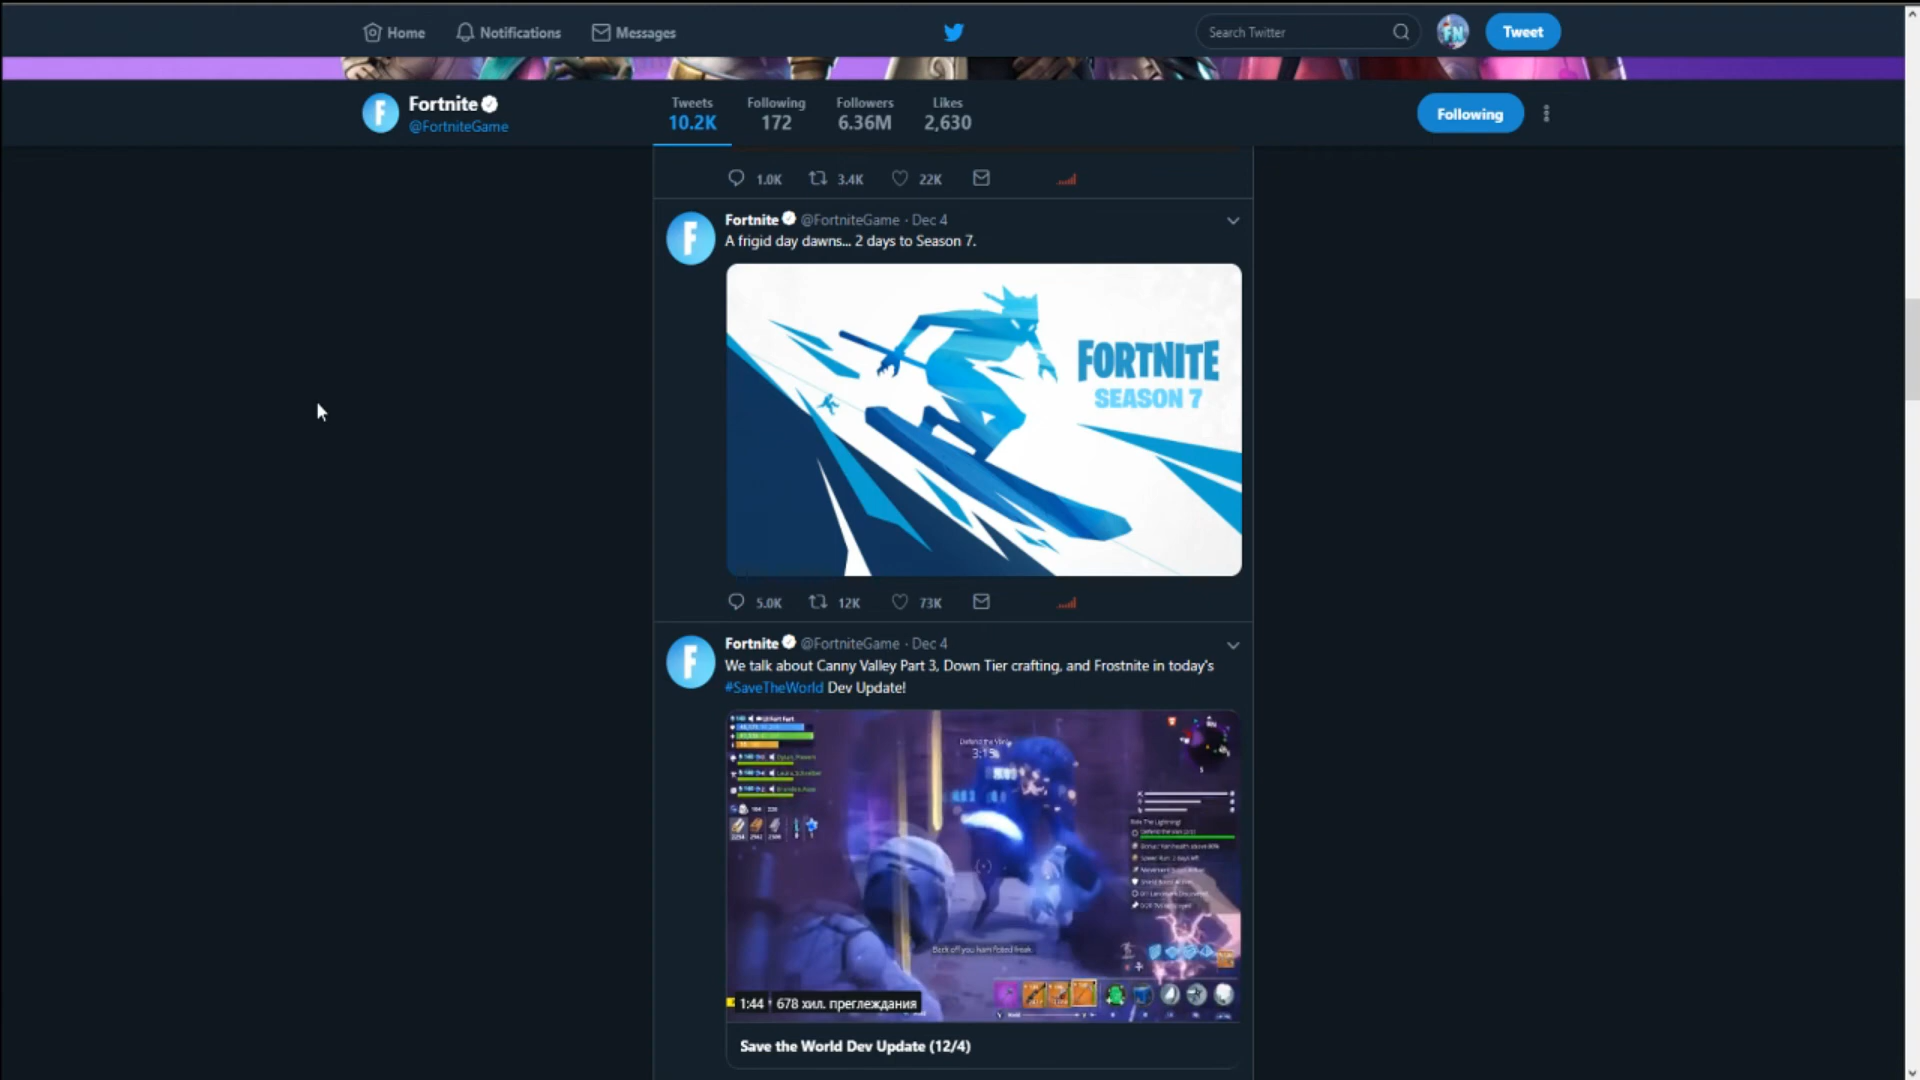 Home Notifications Messages Search Twitter Tweet
Fortnite
@FortniteGame
Tweets Following Followers Likes
10.2K 172 6.36M 2,630
Following
1.0K 3.4K 22K
Fortnite @FortniteGame · Dec 4
A frigid day dawns... 2 days to Season 7.
FORTNITE
SEASON 7
5.0K 12K 73K
Fortnite @FortniteGame · Dec 4
We talk about Canny Valley Part 3, Down Tier crafting, and Frostnite in today's
#SaveTheWorld Dev Update!
3:15
1:44 · 678 хил. преглеждания
Save the World Dev Update (12/4)